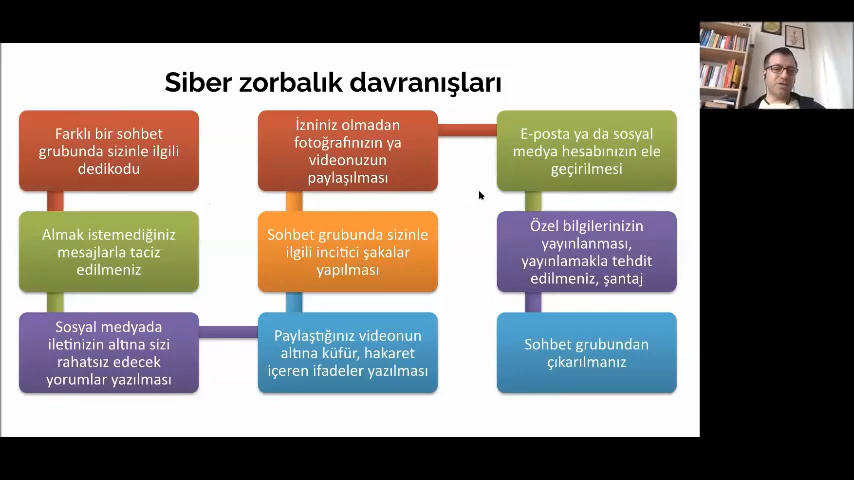 Siber zorbalık davranışları
Farklı bir sohbet
grubunda sizinle ilgili
dedikodu
Almak istemediğiniz
mesajlarla taciz
edilmeniz
Sosyal medyada
iletinizin altına sizi
rahatsız edecek
yorumlar yazılması
Paylaştığınız videonun
altına küfür, hakaret
içeren ifadeler yazılması
Sohbet grubunda sizinle
ilgili incitici şakalar
yapılması
İzniniz olmadan
fotoğrafınızın ya
videonuzun
paylaşılması
E-posta ya da sosyal
medya hesabınızın ele
geçirilmesi
Özel bilgilerinizin
yayınlanması,
yayınlamakla tehdit
edilmeniz, şantaj
Sohbet grubundan
çıkarılmanız